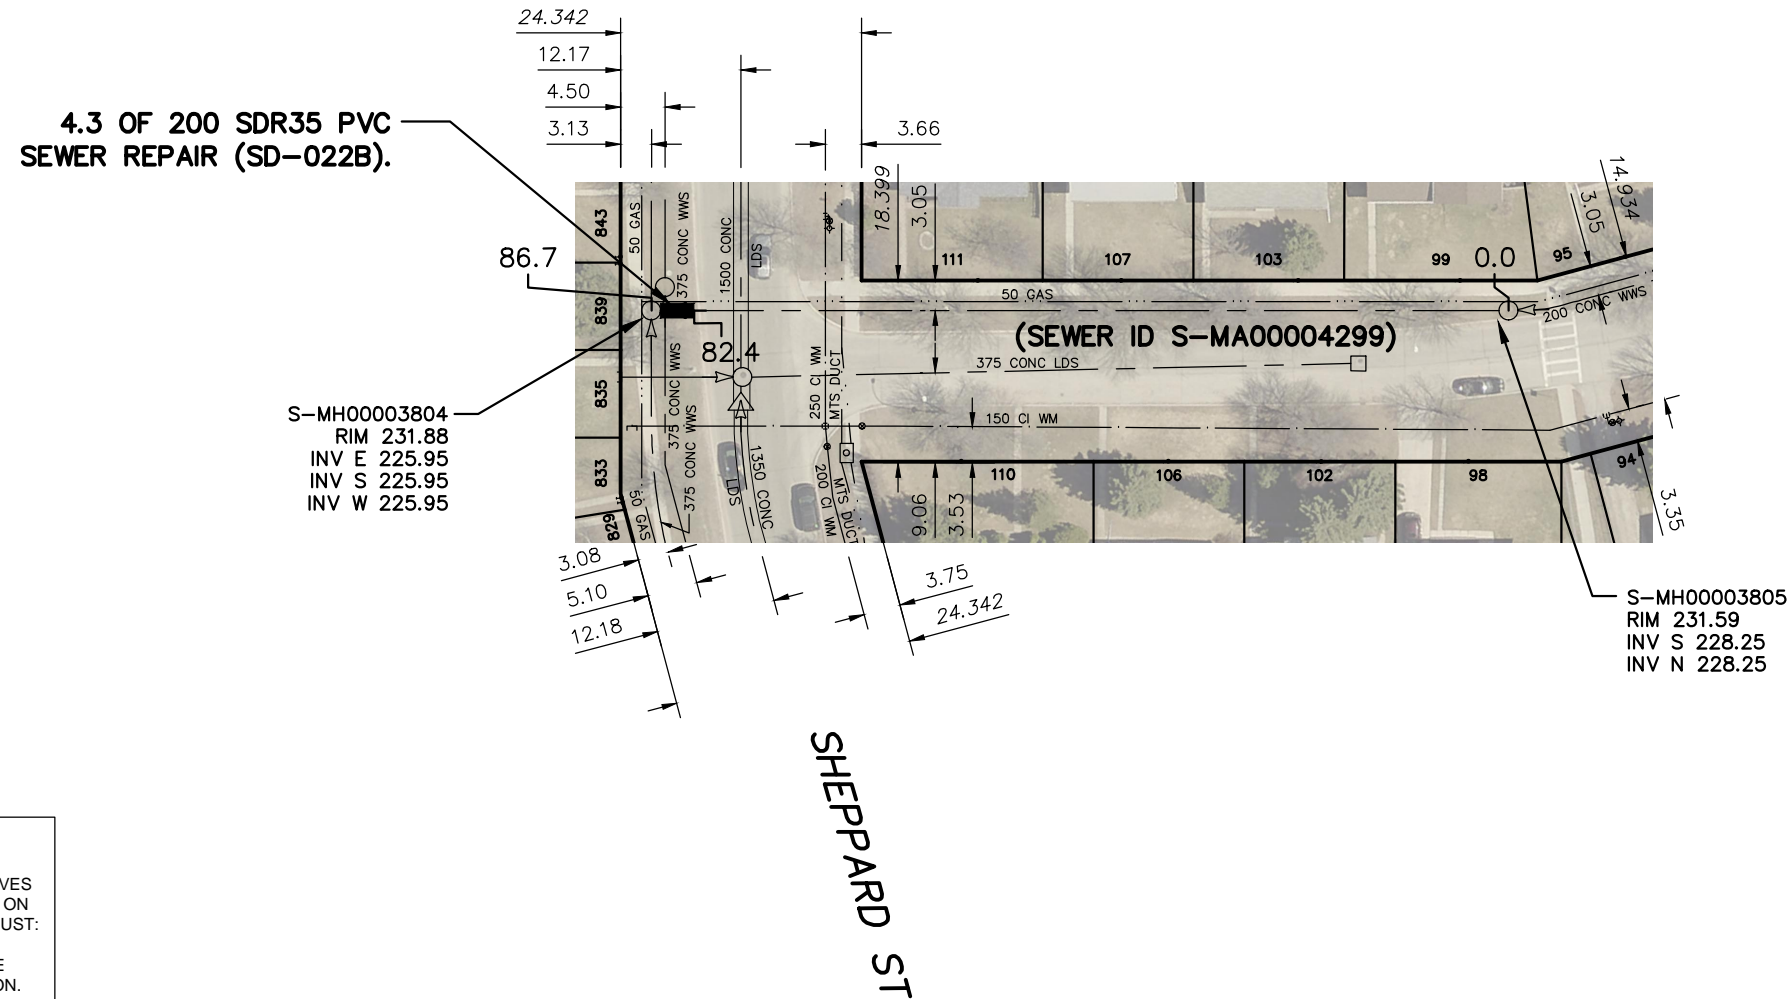 24.342
12.17
4.50
3.13
3.66
4.3 OF 200 SDR35 PVC
SEWER REPAIR (SD-022B).
18.399
3.05
14.934
3.05
843
50 GAS
375 CONC WWS
1500 CONC
LDS
111
107
103
99
0.0
95
86.7
839
50 GAS
200 CONC WWS
(SEWER ID S-MA00004299)
82.4
375 CONC LDS
835
375 CONC WWS
250 CI WM
MTS DUCT
150 CI WM
S-MH00003804
RIM 231.88
INV E 225.95
INV S 225.95
INV W 225.95
833
375 CONC WWS
1350 CONC
LDS
200 CI WM
MTS DUCT
110
106
102
98
94
829
50 GAS
9.06
3.53
3.35
3.08
5.10
12.18
3.75
24.342
S-MH00003805
RIM 231.59
INV S 228.25
INV N 228.25
SHEPPARD ST
VES
ON
UST:
E
ON.